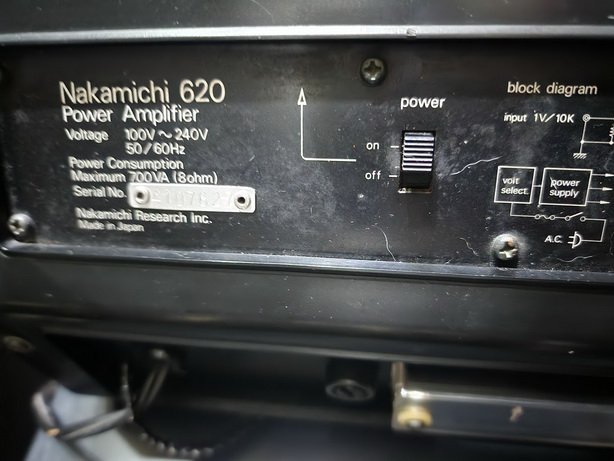 Nakamichi 620
Power Amplifier
Voltage 100V～240V
50/60Hz
Power Consumption
Maximum 700VA (8ohm)
Serial No.
Nakamichi Research Inc.
Made in Japan
power
on
off
block diagram
input 1V/10K
volt select.
power supply
A.C.